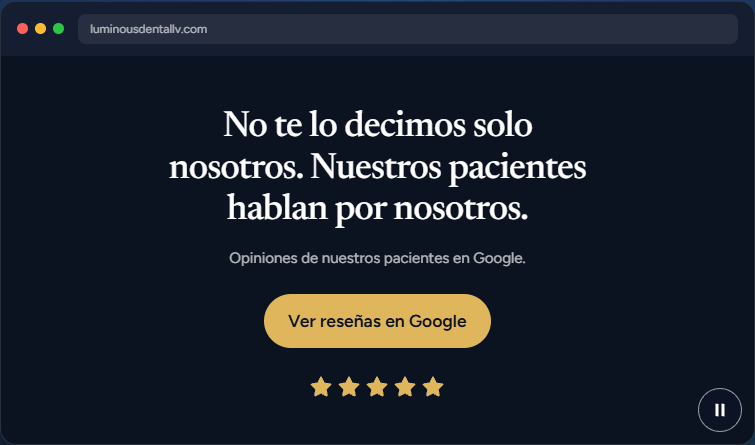 luminousdentallv.com
No te lo decimos solo
nosotros. Nuestros pacientes
hablan por nosotros.
Opiniones de nuestros pacientes en Google.
Ver reseñas en Google